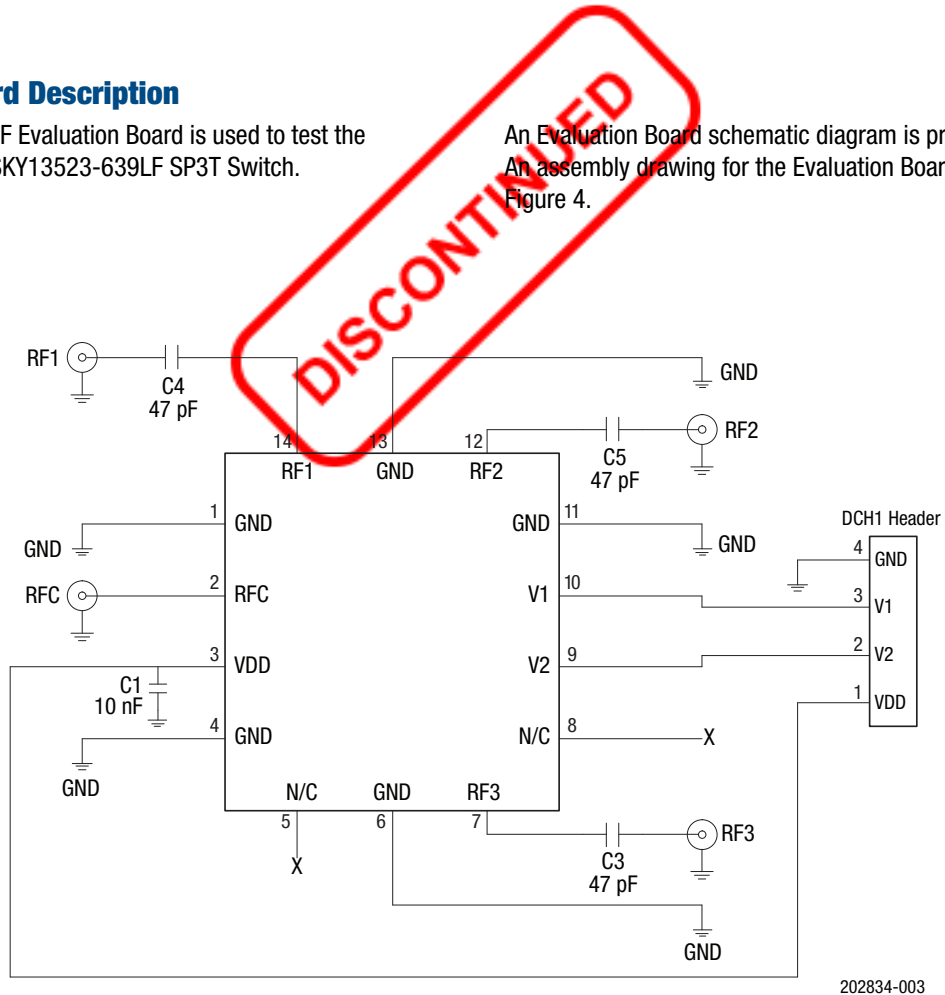 rd Description
F Evaluation Board is used to test the
SKY13523-639LF SP3T Switch.
An Evaluation Board schematic diagram is pr
An assembly drawing for the Evaluation Boar
Figure 4.
DISCONTINUED
RF1
C4
47 pF
GND
RF2
C5
47 pF
14
13
12
RF1
GND
RF2
1
GND
GND
11
GND
GND
DCH1 Header
4
GND
RFC
2
RFC
V1
10
3
V1
3
VDD
V2
9
2
V2
C1
10 nF
1
VDD
4
GND
N/C
8
X
GND
N/C
GND
RF3
5
6
7
X
RF3
C3
47 pF
GND
202834-003